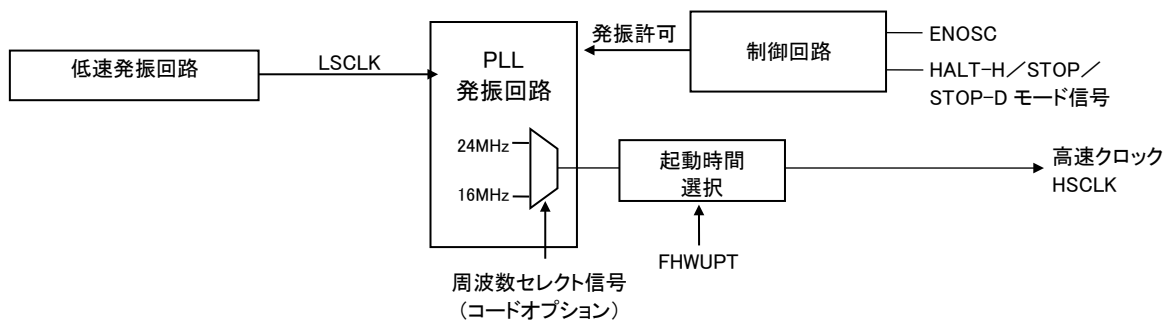 低速発振回路
LSCLK
PLL
発振回路
24MHz
16MHz
周波数セレクト信号
（コードオプション）
発振許可
制御回路
ENOSC
HALT-H／STOP／
STOP-D モード信号
起動時間
選択
FHWUPT
高速クロック
HSCLK